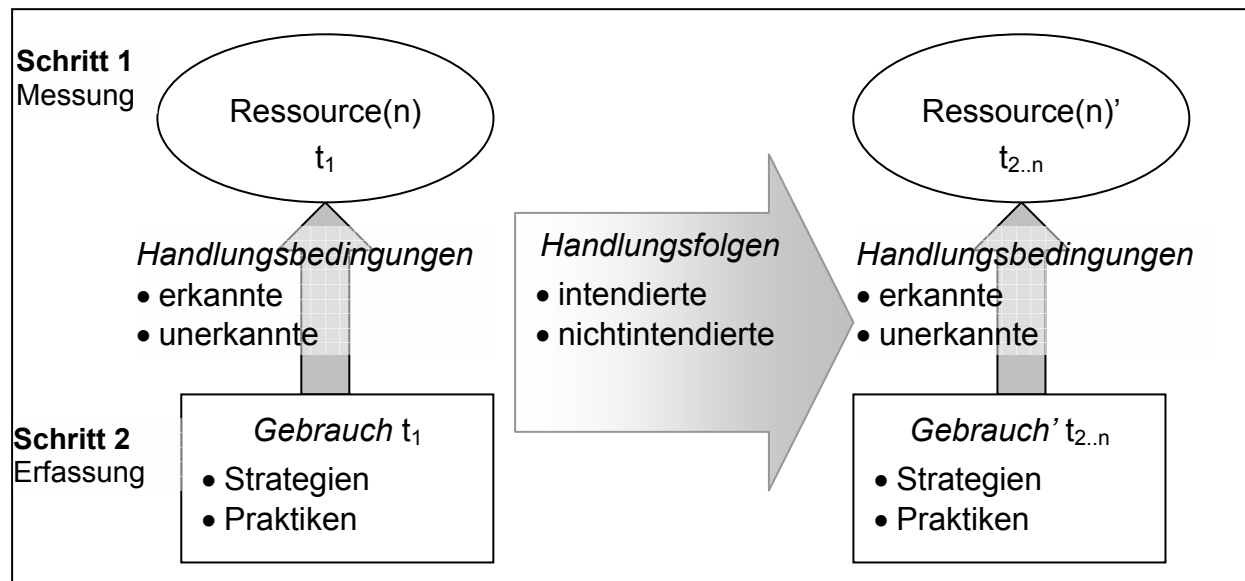 Schritt 1
Messung
Ressource(n)
t₁
Ressource(n)’
t₂..ₙ
Handlungsbedingungen
• erkannte
• unerkannte
Handlungsfolgen
• intendierte
• nichtintendierte
Handlungsbedingungen
• erkannte
• unerkannte
Schritt 2
Erfassung
Gebrauch t₁
• Strategien
• Praktiken
Gebrauch’ t₂..ₙ
• Strategien
• Praktiken